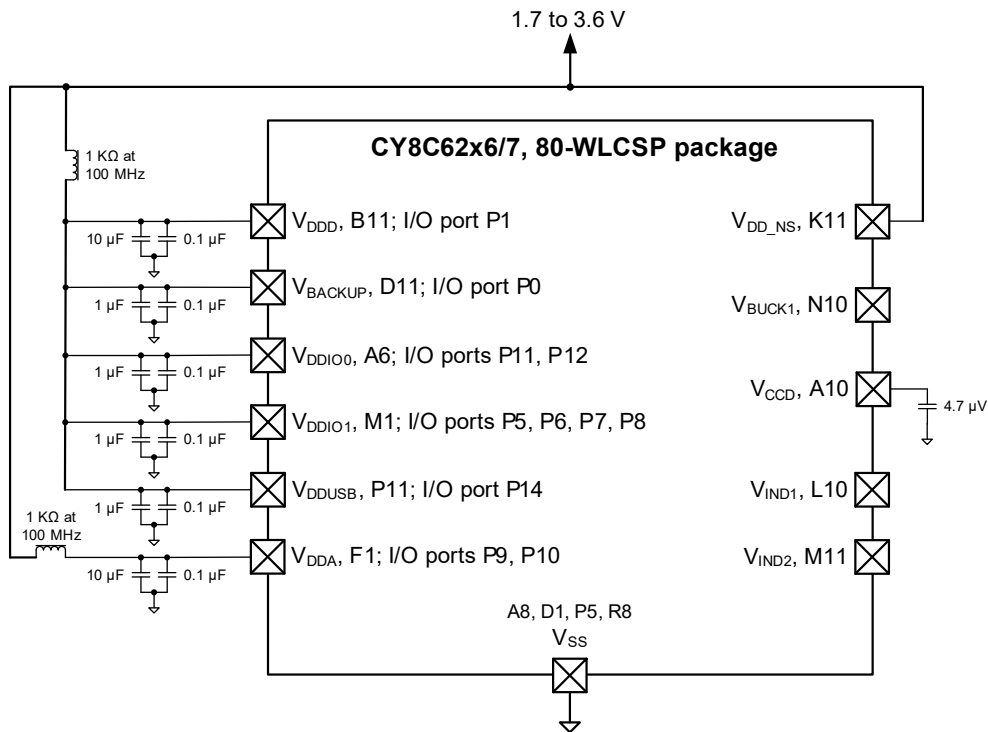 1.7 to 3.6 V
CY8C62x6/7, 80-WLCSP package
1 KΩ at
100 MHz
10 µF
0.1 µF
VDDD, B11; I/O port P1
VDD_NS, K11
1 µF
0.1 µF
VBACKUP, D11; I/O port P0
VBUCK1, N10
1 µF
0.1 µF
VDDIO0, A6; I/O ports P11, P12
VCCD, A10
4.7 µV
1 µF
0.1 µF
VDDIO1, M1; I/O ports P5, P6, P7, P8
1 µF
0.1 µF
VDDUSB, P11; I/O port P14
VIND1, L10
1 KΩ at
100 MHz
10 µF
0.1 µF
VDDA, F1; I/O ports P9, P10
VIND2, M11
A8, D1, P5, R8
VSS